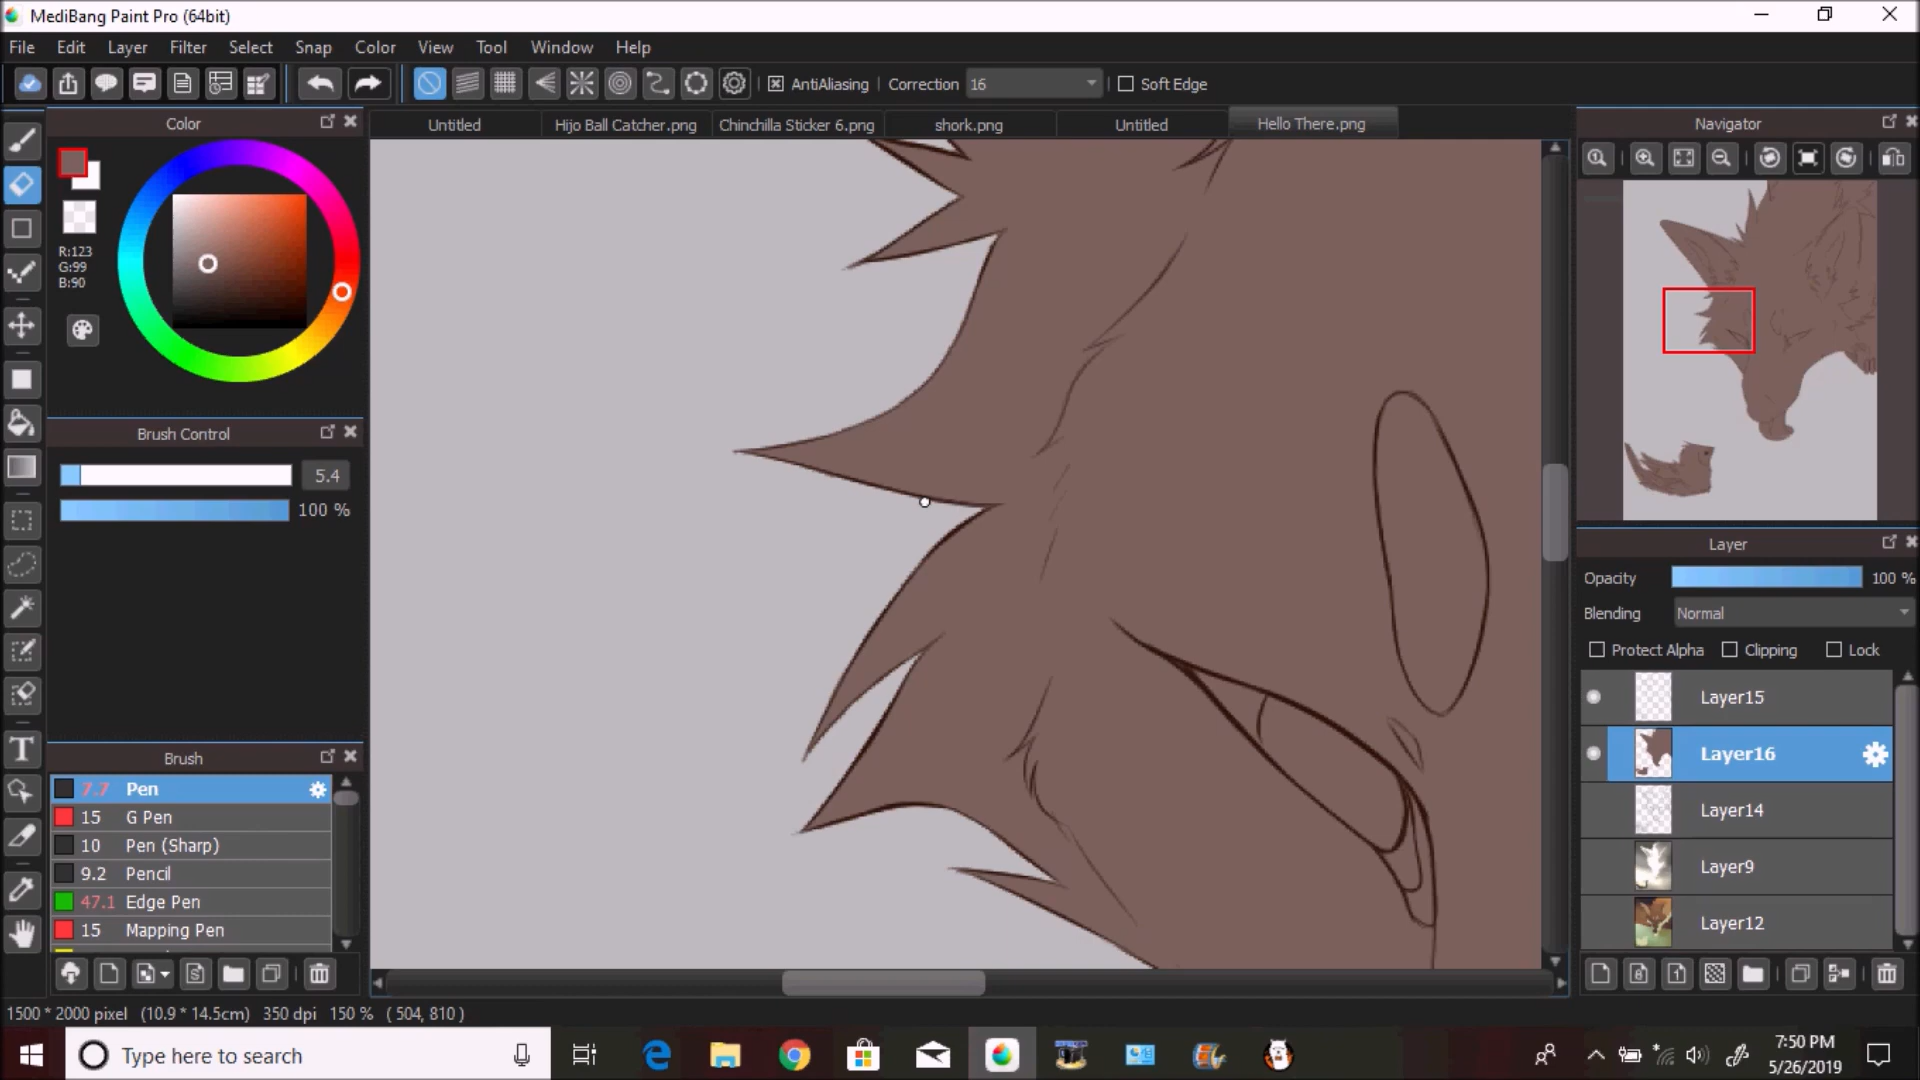 MediBang Paint Pro (64bit)
File Edit Layer Filter Select Snap Color View Tool Window Help
AntiAliasing Correction 16 Soft Edge
Color
Untitled Hijo Ball Catcher.png Chinchilla Sticker 6.png shork.png Untitled Hello There.png
Navigator
R:123
G:99
B:90
Brush Control
5.4
100 %
Layer
Opacity 100 %
Blending Normal
Protect Alpha Clipping Lock
Layer15
Layer16
Layer14
Layer9
Layer12
Brush
7.7 Pen
15 G Pen
10 Pen (Sharp)
9.2 Pencil
47.1 Edge Pen
15 Mapping Pen
1500 * 2000 pixel (10.9 * 14.5cm) 350 dpi 150 % ( 504, 810 )
Type here to search
7:50 PM
5/26/2019